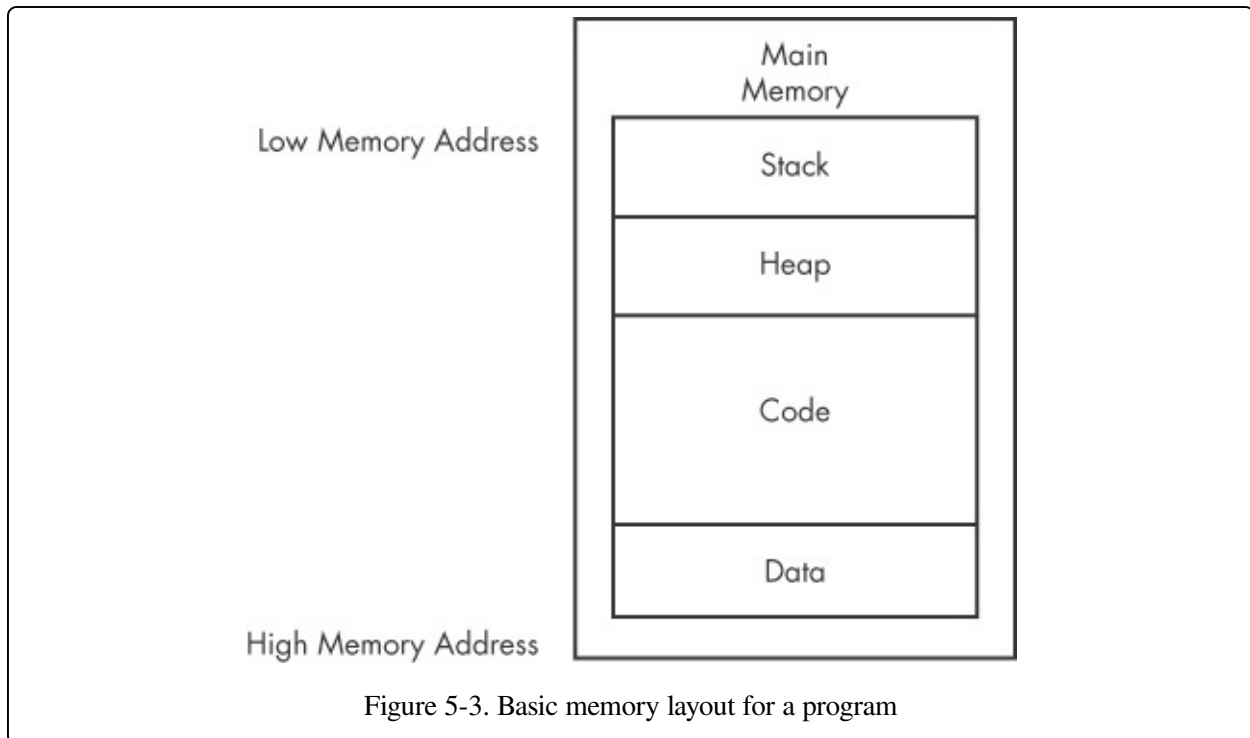 Main
Memory
Low Memory Address
Stack
Heap
Code
Data
High Memory Address
Figure 5-3. Basic memory layout for a program